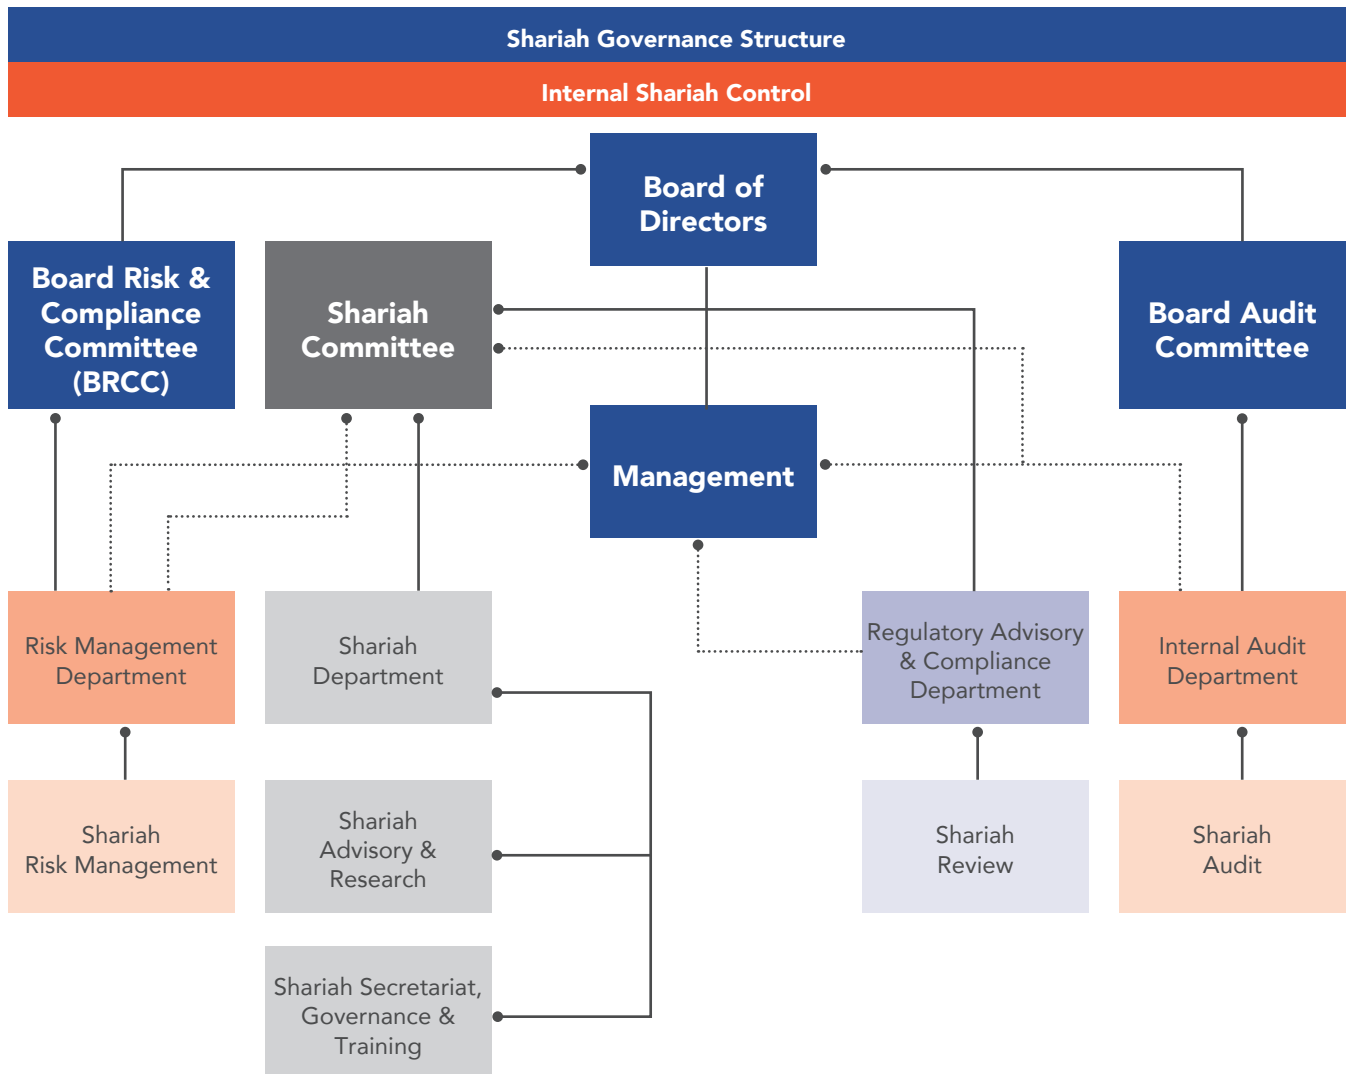 Shariah Governance Structure
Internal Shariah Control
Board of
Directors
Board Risk &
Compliance
Committee
(BRCC)
Shariah
Committee
Board Audit
Committee
Management
Risk Management
Department
Shariah
Department
Regulatory Advisory
& Compliance
Department
Internal Audit
Department
Shariah
Risk Management
Shariah
Advisory &
Research
Shariah
Review
Shariah
Audit
Shariah Secretariat,
Governance &
Training